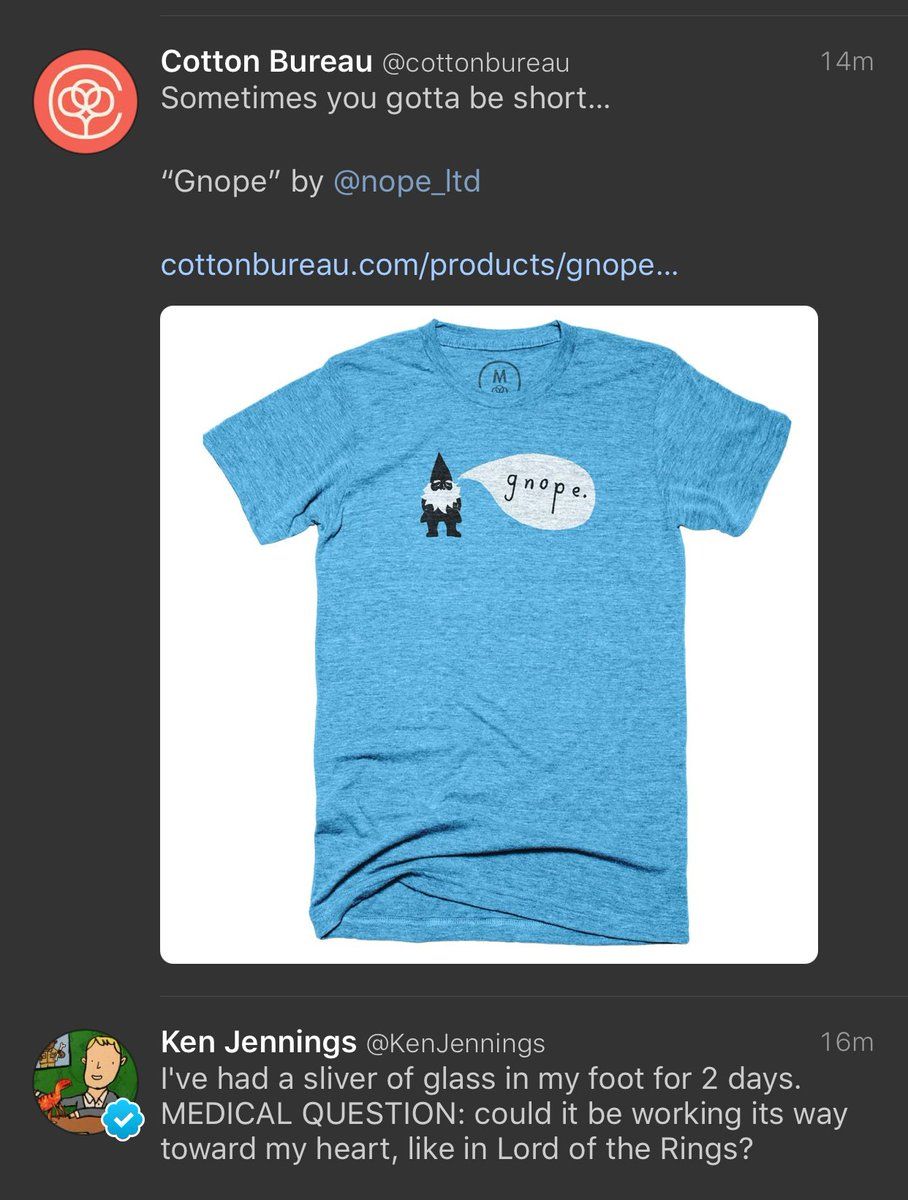 Cotton Bureau @cottonbureau 14m
Sometimes you gotta be short...
“Gnope” by @nope_ltd
cottonbureau.com/products/gnope...
M
gnope.
Ken Jennings @KenJennings 16m
I've had a sliver of glass in my foot for 2 days.
MEDICAL QUESTION: could it be working its way
toward my heart, like in Lord of the Rings?